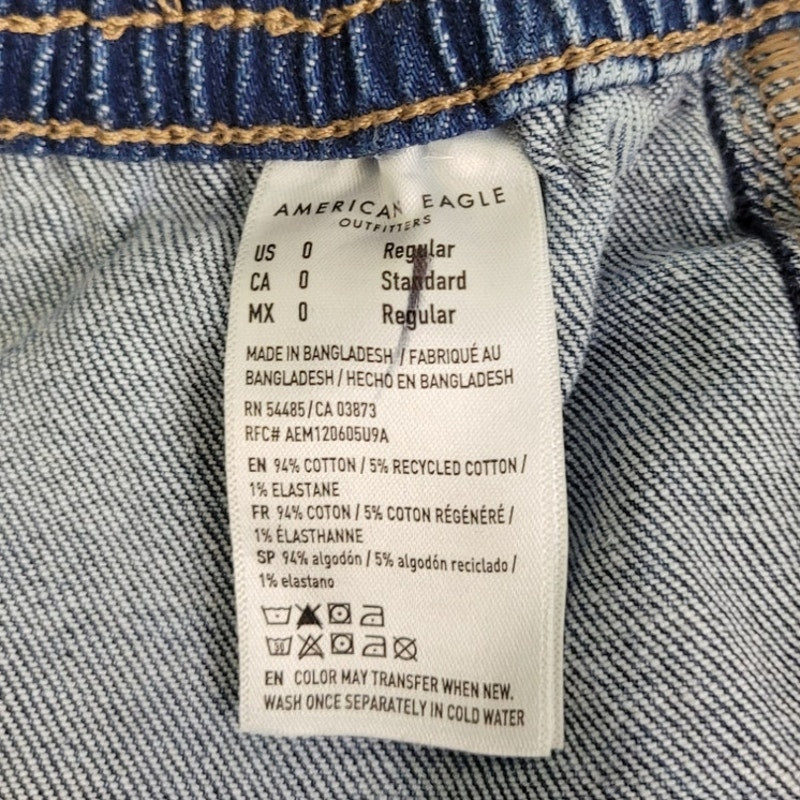 AMERICAN EAGLE
OUTFITTERS
US 0 Regular
CA 0 Standard
MX 0 Regular
MADE IN BANGLADESH / FABRIQUÉ AU
BANGLADESH / HECHO EN BANGLADESH
RN 54485/CA 03873
RFC# AEM120605U9A
EN 94% COTTON / 5% RECYCLED COTTON /
1% ELASTANE
FR 94% COTON / 5% COTON RÉGÉNÉRÉ /
1% ÉLASTHANNE
SP 94% algodón / 5% algodón reciclado /
1% elastano
EN COLOR MAY TRANSFER WHEN NEW.
WASH ONCE SEPARATELY IN COLD WATER